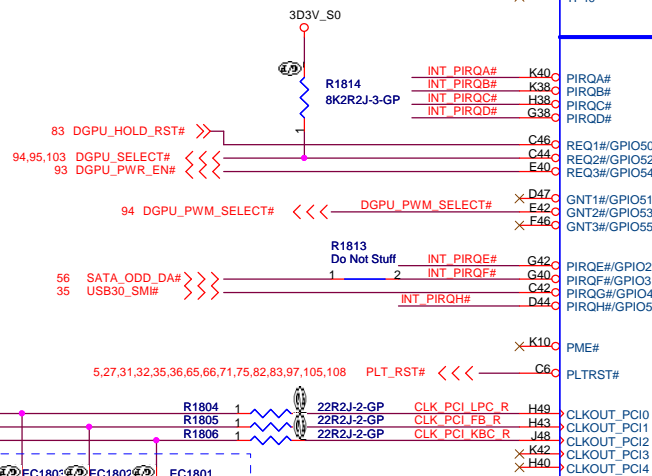 3D3V_S0
R1814
8K2R2J-3-GP
1
INT_PIRQA# K40 PIRQA#
INT_PIRQB# K38 PIRQB#
INT_PIRQC# H38 PIRQC#
INT_PIRQD# G38 PIRQD#
83 DGPU_HOLD_RST# C46 REQ1#/GPIO50
94,95,103 DGPU_SELECT# C44 REQ2#/GPIO52
93 DGPU_PWR_EN# E40 REQ3#/GPIO54
D47 GNT1#/GPIO51
94 DGPU_PWM_SELECT# DGPU_PWM_SELECT# E42 GNT2#/GPIO53
F46 GNT3#/GPIO55
R1813
Do Not Stuff
INT_PIRQE# G42 PIRQE#/GPIO2
56 SATA_ODD_DA# 1 2 INT_PIRQF# G40 PIRQF#/GPIO3
35 USB30_SMI# C42 PIRQG#/GPIO4
INT_PIRQH# D44 PIRQH#/GPIO5
K10 PME#
5,27,31,32,35,36,65,66,71,75,82,83,97,105,108 PLT_RST# C6 PLTRST#
R1804 1 22R2J-2-GP CLK_PCI_LPC_R H49 CLKOUT_PCI0
R1805 1 22R2J-2-GP CLK_PCI_FB_R H43 CLKOUT_PCI1
R1806 1 22R2J-2-GP CLK_PCI_KBC_R J48 CLKOUT_PCI2
K42 CLKOUT_PCI3
H40 CLKOUT_PCI4
EC1803 EC1802 EC1801